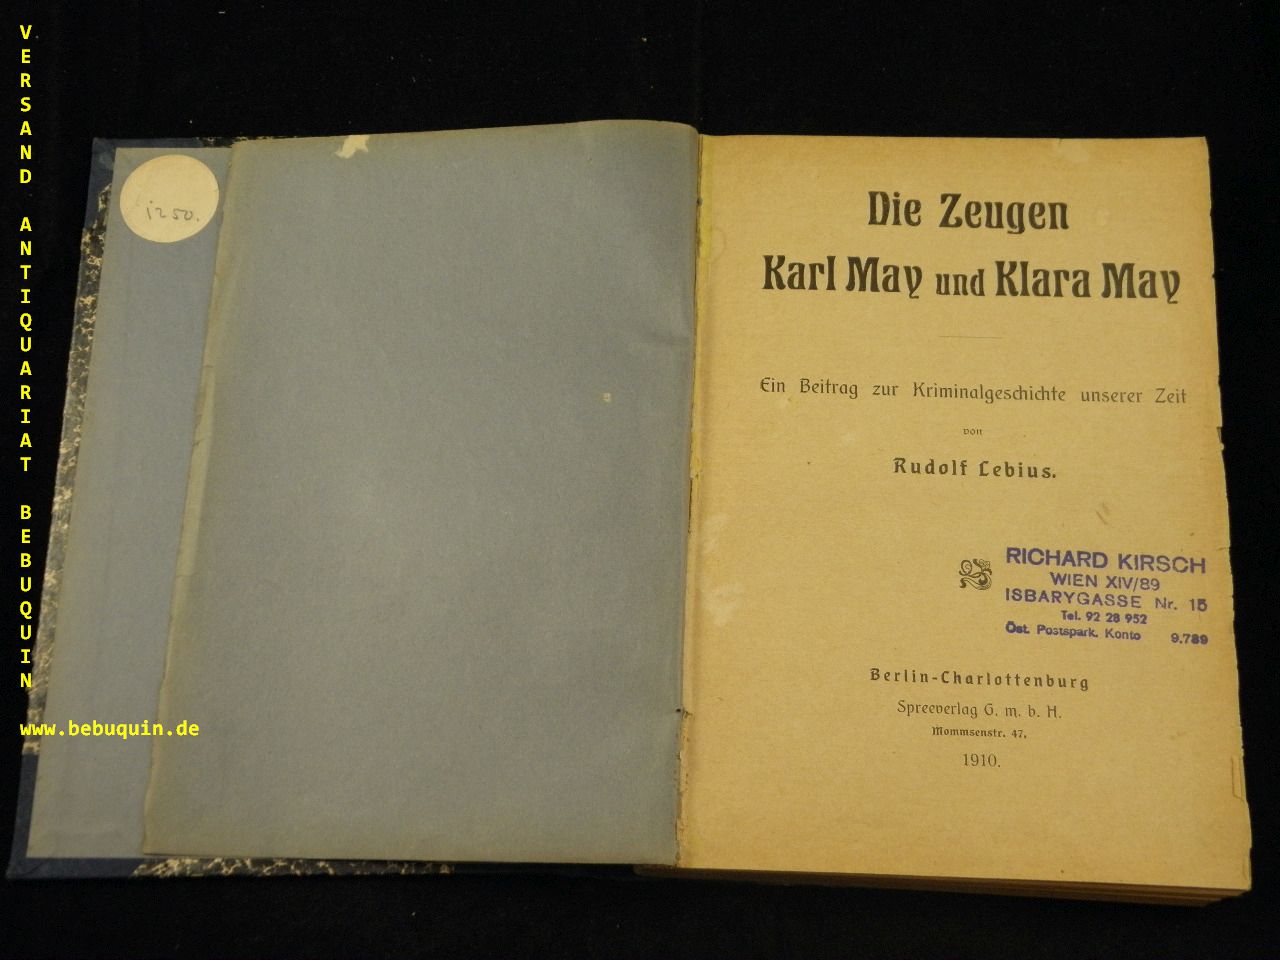 VERSAND ANTIQUARIAT BEBUQUIN
www.bebuquin.de
1250.
Die Zeugen
Karl May und Klara May
Ein Beitrag zur Kriminalgeschichte unserer Zeit
von
Rudolf Lebius.
RICHARD KIRSCH
WIEN XIV/89
ISBARYGASSE Nr. 15
Tel. 92 28 952
Öst. Postspark. Konto 9.789
Berlin-Charlottenburg
Spreeverlag G. m. b. H.
Mommsenstr. 47.
1910.